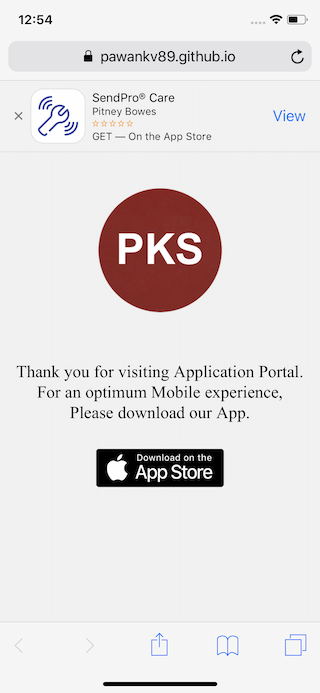 12:54
pawankv89.github.io
SendPro® Care
Pitney Bowes
☆☆☆☆☆
GET — On the App Store
View
PKS
Thank you for visiting Application Portal.
For an optimum Mobile experience,
Please download our App.
Download on the
App Store